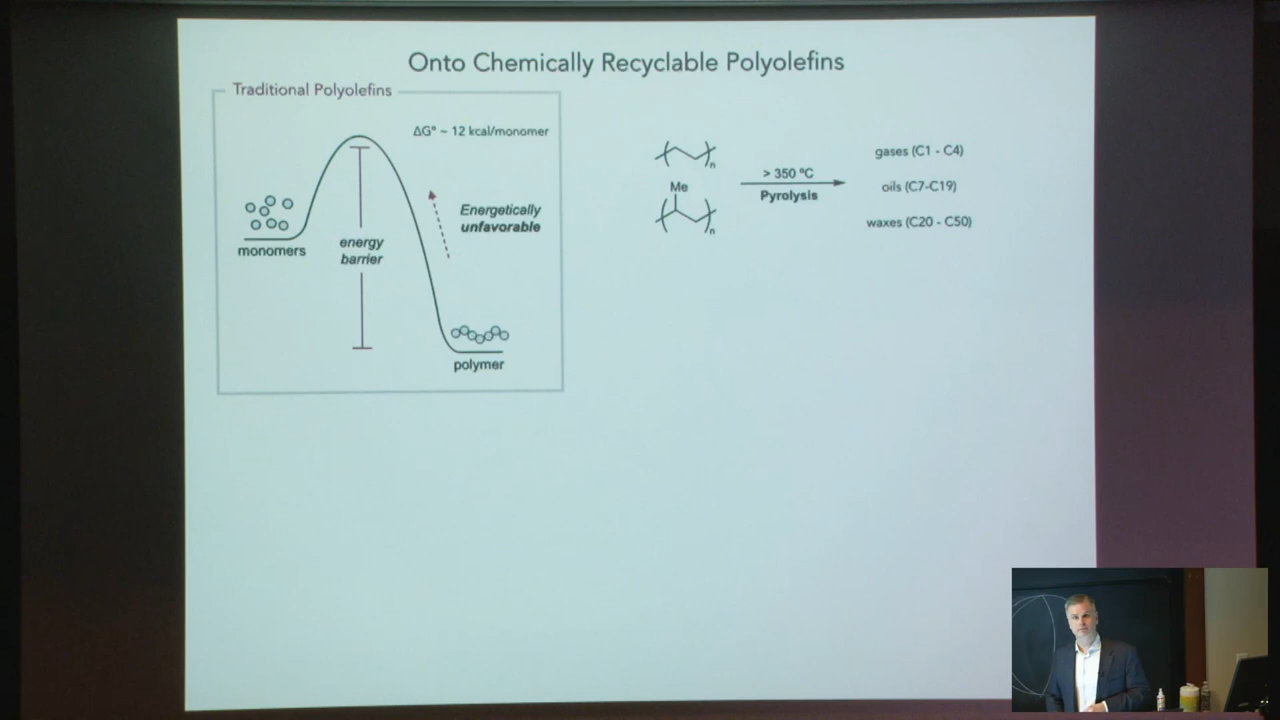 Onto Chemically Recyclable Polyolefins
Traditional Polyolefins
ΔG° ~ 12 kcal/monomer
Energetically
unfavorable
monomers
energy
barrier
polymer
n
Me
n
> 350 ºC
Pyrolysis
gases (C1 - C4)
oils (C7-C19)
waxes (C20 - C50)